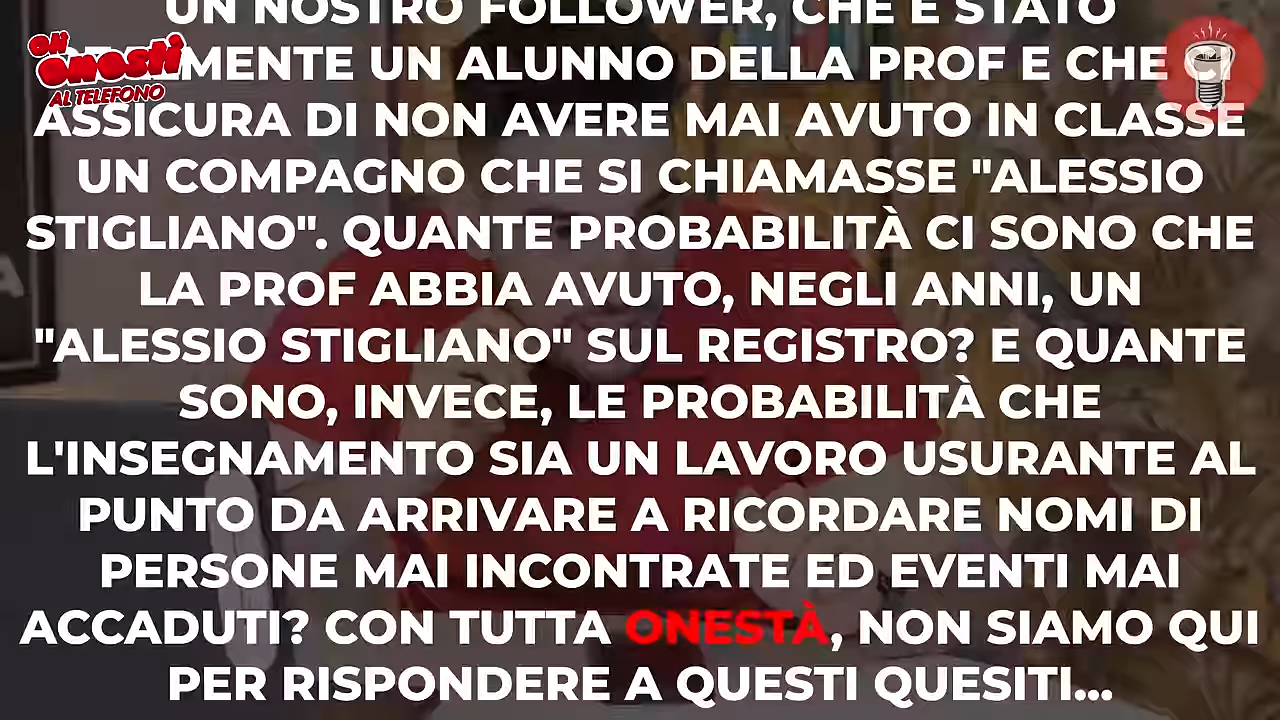 UN NOSTRO FOLLOWER, CHE È STATO
GLI
ONESTI
AL TELEFONO
UN ALUNNO DELLA PROF E CHE
ASSICURA DI NON AVERE MAI AVUTO IN CLASSE
UN COMPAGNO CHE SI CHIAMASSE "ALESSIO
STIGLIANO". QUANTE PROBABILITÀ CI SONO CHE
LA PROF ABBIA AVUTO, NEGLI ANNI, UN
"ALESSIO STIGLIANO" SUL REGISTRO? E QUANTE
SONO, INVECE, LE PROBABILITÀ CHE
L'INSEGNAMENTO SIA UN LAVORO USURANTE AL
PUNTO DA ARRIVARE A RICORDARE NOMI DI
PERSONE MAI INCONTRATE ED EVENTI MAI
ACCADUTI? CON TUTTA ONESTÀ, NON SIAMO QUI
PER RISPONDERE A QUESTI QUESITI...